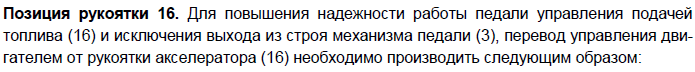 Позиция рукоятки 16. Для повышения надежности работы педали управления подачей
топлива (16) и исключения выхода из строя механизма педали (3), перевод управления дви-
гателем от рукоятки акселератора (16) необходимо производить следующим образом: